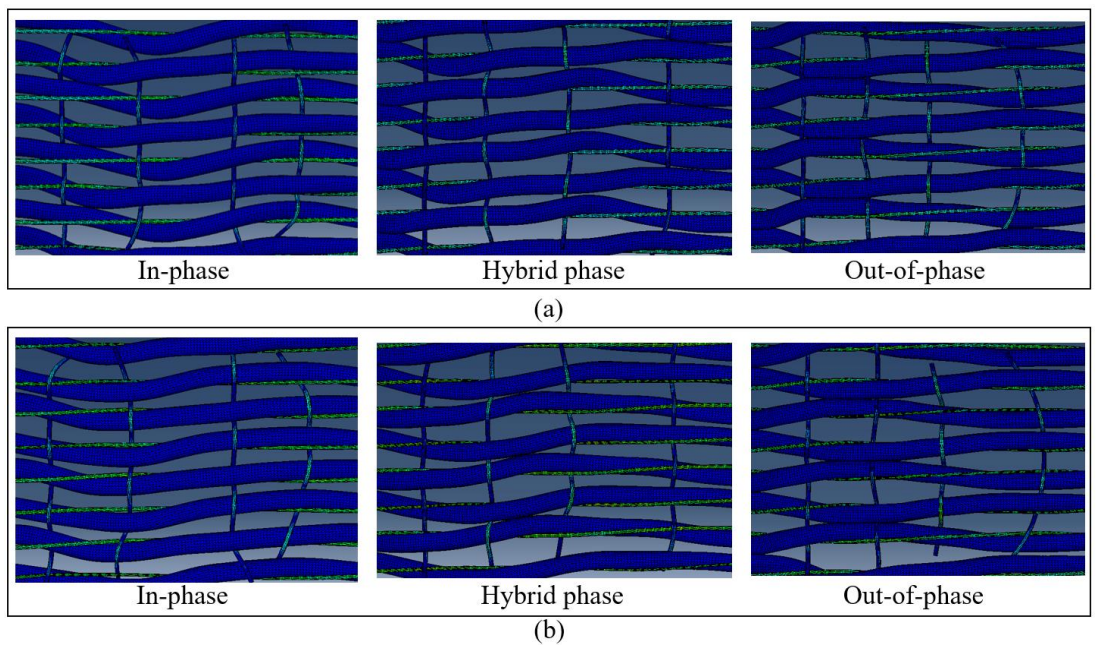 In-phase
Hybrid phase
Out-of-phase
(a)
In-phase
Hybrid phase
Out-of-phase
(b)